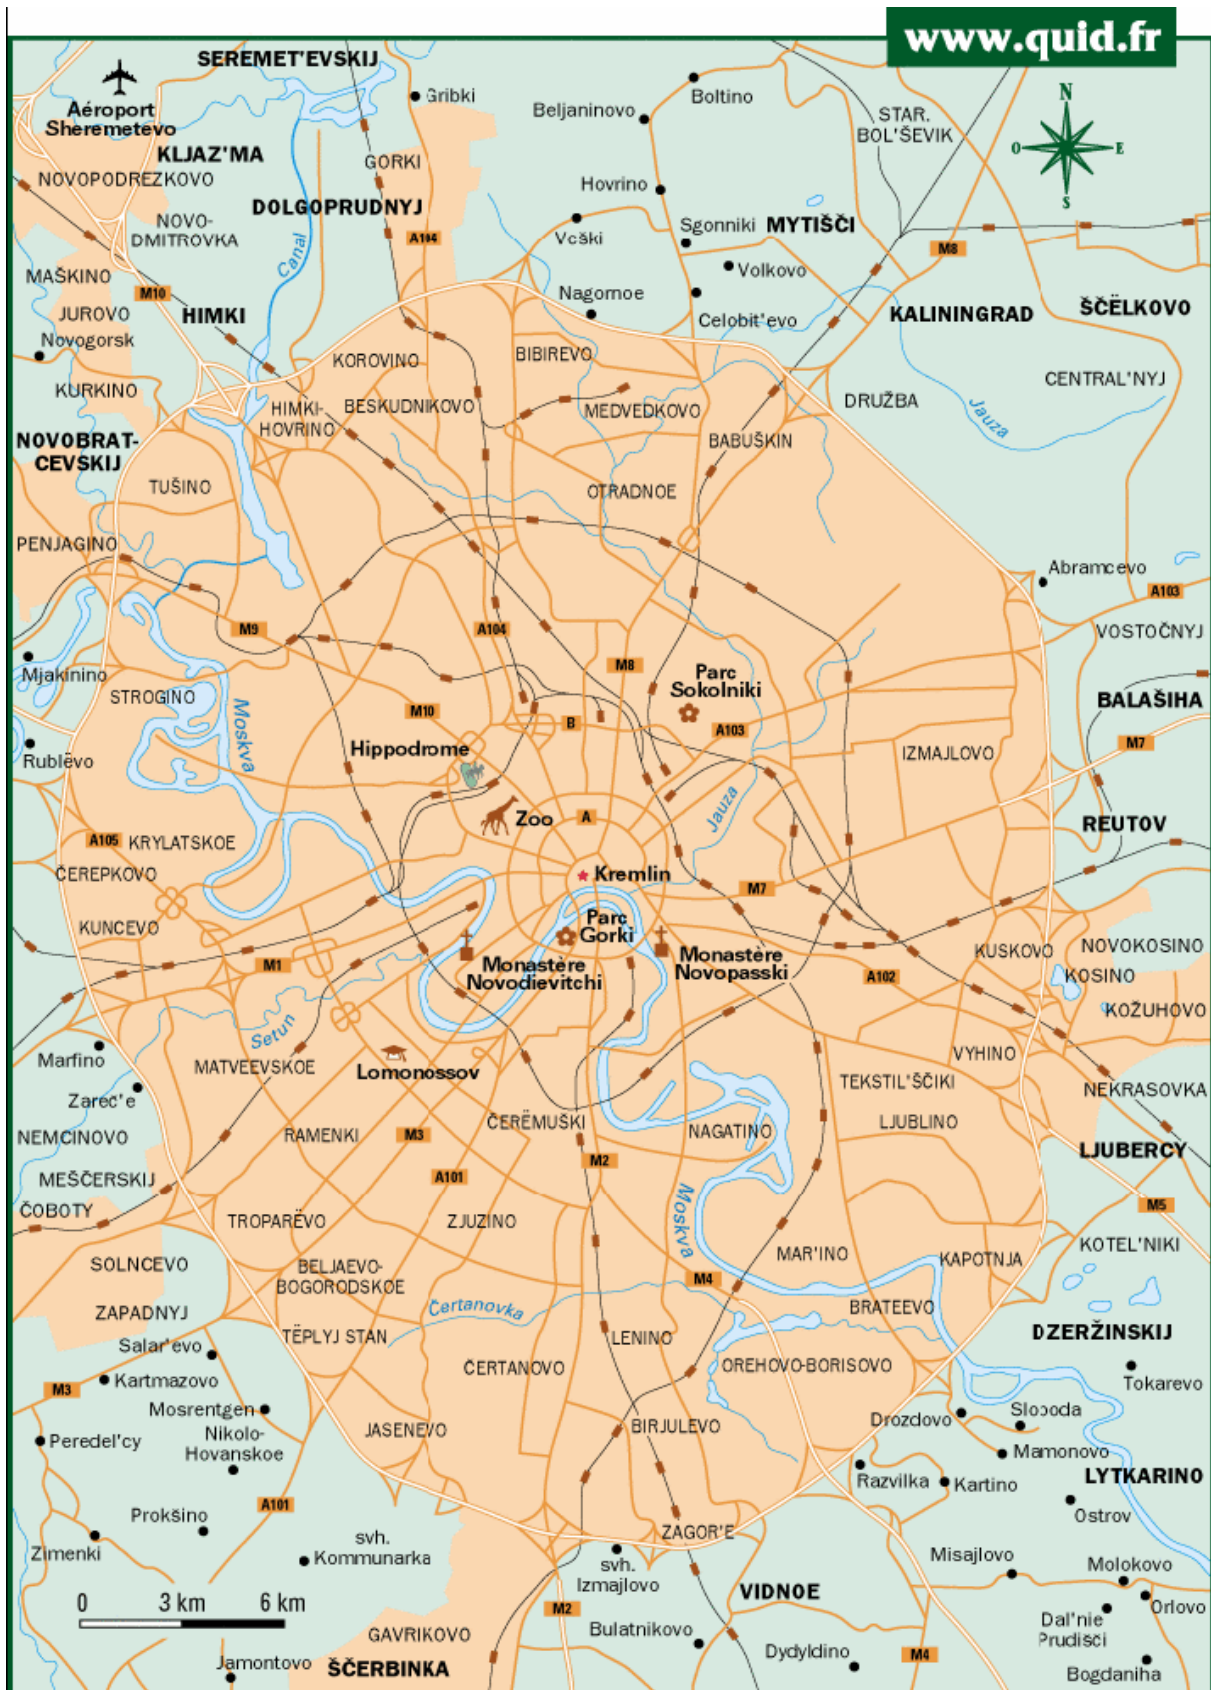 www.quid.fr
SEREMET'EVSKIJ
Aéroport
Sheremetevo
Gribki
Boltino
Beljaninovo
STAR.
BOL'ŠEVIK
N
O
E
S
KLJAZ'MA
GORKI
NOVOPODREZKOVO
Hovrino
DOLGOPRUDNYJ
NOVO-
DMITROVKA
A104
Sgonniki
MYTIŠČI
M8
Canal
Volkovo
MAŠKINO
M10
Nagornoe
JUROVO
HIMKI
Celobit'evo
KALININGRAD
ŠČËLKOVO
Novogorsk
KOROVINO
BIBIREVO
CENTRAL'NYJ
KURKINO
HIMKI-
HOVRINO
BESKUDNIKOVO
MEDVEDKOVO
DRUŽBA
Jauza
NOVOBRAT-
CEVSKIJ
BABUŠKIN
TUŠINO
OTRADNOE
PENJAGINO
Abramcevo
A103
M9
A104
VOSTOČNYJ
Mjakinino
M8
Parc
Sokolniki
STROGINO
Moskva
M10
B
A103
BALAŠIHA
Rublëvo
Hippodrome
M7
IZMAJLOVO
Zoo
A
Jauza
REUTOV
A105
KRYLATSKOE
Kremlin
ČEREPKOVO
M7
KUNCEVO
Parc
Gorki
KUSKOVO
NOVOKOSINO
M1
Monastère
Novodievitchi
Monastère
Novopasski
A102
KOSINO
KOŽUHOVO
Setun
Marfino
MATVEEVSKOE
Lomonossov
VYHINO
TEKSTIL'ŠČIKI
NEKRASOVKA
Zareč'e
ČERËMUŠKI
LJUBLINO
NEMCINOVO
RAMENKI
M3
NAGATINO
LJUBERCY
M2
MEŠČERSKIJ
A101
M5
ČOBOTY
TROPARËVO
ZJUZINO
Moskva
KOTEL'NIKI
SOLNCEVO
BELJAEVO-
BOGORODSKOE
MAR'INO
KAPOTNJA
M4
ZAPADNYJ
Čertanovka
BRATEEVO
TËPLYJ STAN
LENINO
DZERŽINSKIJ
Salar'evo
ČERTANOVO
OREHOVO-BORISOVO
Kartmazovo
M3
Tokarevo
Mosrentgen
Drozdovo
JASENEVO
BIRJULEVO
Nikolo-
Hovanskoe
Peredel'cy
Mamonovo
Razvilka
Kartino
LYTKARINO
A101
Prokšino
Ostrov
ZAGOR'E
Zimenki
svh.
Kommunarka
svh.
Izmajlovo
Misajlovo
Molokovo
VIDNOE
0 3 km 6 km
M2
Orlovo
Dal'nie
Prudisči
GAVRIKOVO
Bulatnikovo
Dydyldino
M4
Jamontovo
ŠČERBINKA
Bogdaniha